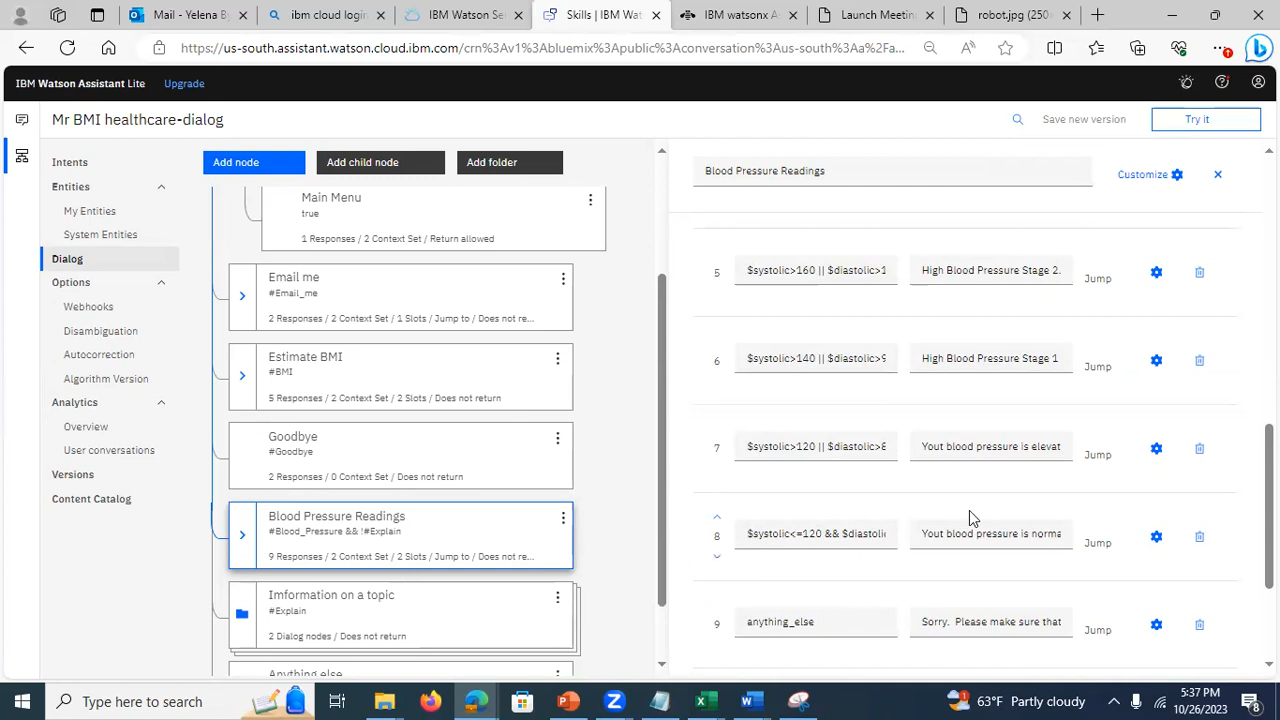 Mail - Yelena By
ibm cloud login
IBM Watson Se
Skills | IBM Wat
IBM watsonx A
Launch Meetin
robot.jpg (250×
https://us-south.assistant.watson.cloud.ibm.com/crn%3Av1%3Abluemix%3Apublic%3Aconversation%3Aus-south%3Aa%2Fa...
IBM Watson Assistant Lite
Upgrade
Mr BMI healthcare-dialog
Save new version
Try it
Intents
Entities
My Entities
System Entities
Dialog
Options
Webhooks
Disambiguation
Autocorrection
Algorithm Version
Analytics
Overview
User conversations
Versions
Content Catalog
Add node
Add child node
Add folder
Main Menu
true
1 Responses / 2 Context Set / Return allowed
Email me
#Email_me
2 Responses / 2 Context Set / 1 Slots / Jump to / Does not re...
Estimate BMI
#BMI
5 Responses / 2 Context Set / 2 Slots / Does not return
Goodbye
#Goodbye
2 Responses / 0 Context Set / Does not return
Blood Pressure Readings
#Blood_Pressure && !#Explain
9 Responses / 2 Context Set / 2 Slots / Jump to / Does not re...
Imformation on a topic
#Explain
2 Dialog nodes / Does not return
Anything else
Blood Pressure Readings
Customize
5 $systolic>160 || $diastolic>1 High Blood Pressure Stage 2. Jump
6 $systolic>140 || $diastolic>9 High Blood Pressure Stage 1 Jump
7 $systolic>120 || $diastolic>8 Yout blood pressure is elevat Jump
8 $systolic<=120 && $diastolic Yout blood pressure is norma Jump
9 anything_else Sorry. Please make sure that Jump
Type here to search
63°F Partly cloudy
5:37 PM
10/26/2023
8